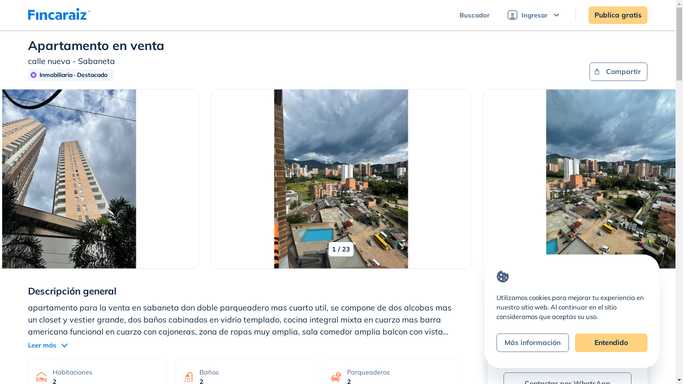 Fincaraiz
Buscador
Ingresar
Publica gratis
Apartamento en venta
calle nueva - Sabaneta
Inmobiliaria · Destacado
Compartir
1 / 23
Descripción general
apartamento para la venta en sabaneta don doble parqueadero mas cuarto util, se compone de dos alcobas mas
un closet y vestier grande, dos baños cabinados en vidrio templado, cocina integral mixta en cuarzo mas barra
americana funcional en cuarzo con cajoneras, zona de ropas muy amplia, sala comedor amplia balcon con vista...
Leer más
Habitaciones
2
Baños
2
Parqueaderos
2
Utilizamos cookies para mejorar tu experiencia en
nuestro sitio web. Al continuar en el sitio
consideramos que aceptas su uso.
Más información
Entendido
Contactar por WhatsApp